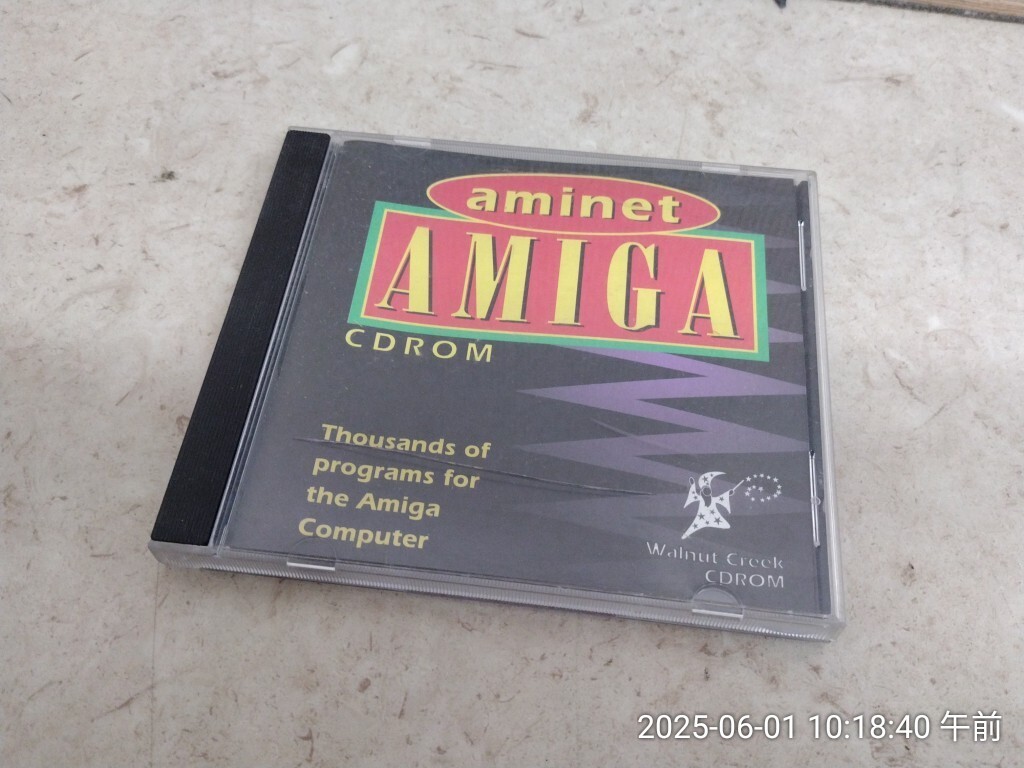 aminet
AMIGA
CDROM
Thousands of
programs for
the Amiga
Computer
Walnut Creek
CDROM
2025-06-01 10:18:40 午前